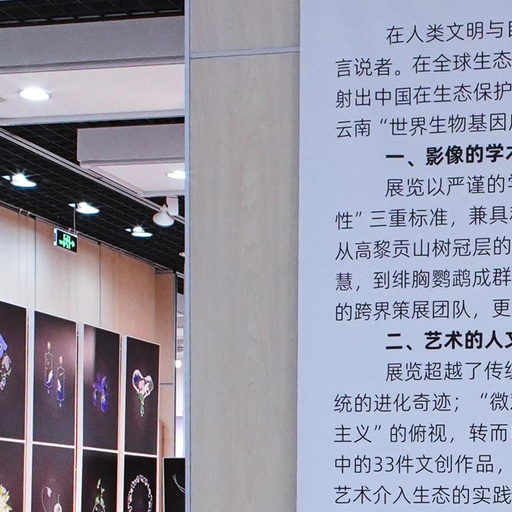 在人类文明与
言说者。在全球生态
射出中国在生态保护
云南“世界生物基因
一、影像的学
展览以严谨的
性”三重标准，兼具
从高黎贡山树冠层的
慧，到绯胸鹦鹉成群
的跨界策展团队，更
二、艺术的人文
展览超越了传统
统的进化奇迹；“微
主义”的俯视，转而
中的33件文创作品，
艺术介入生态的实践